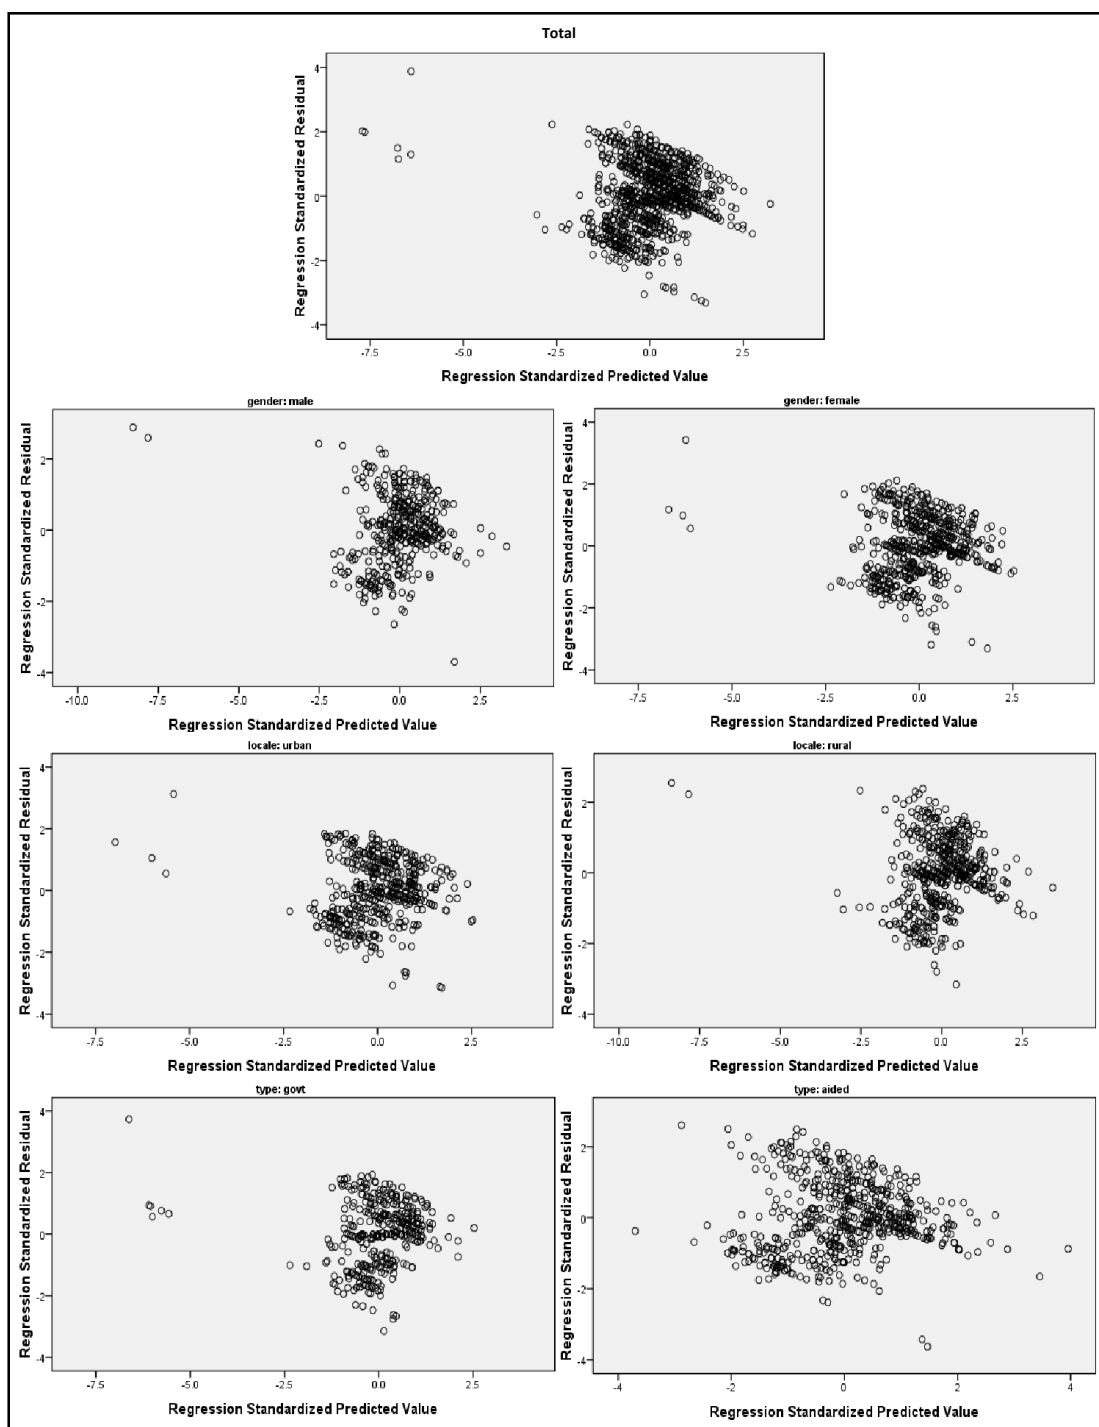 Total
Regression Standardized Residual
4
2
0
-2
-4
-7.5 -5.0 -2.5 0.0 2.5
Regression Standardized Predicted Value
gender: male
Regression Standardized Residual
2
0
-2
-4
-10.0 -7.5 -5.0 -2.5 0.0 2.5
Regression Standardized Predicted Value
gender: female
Regression Standardized Residual
4
2
0
-2
-4
-7.5 -5.0 -2.5 0.0 2.5
Regression Standardized Predicted Value
locale: urban
Regression Standardized Residual
4
2
0
-2
-4
-7.5 -5.0 -2.5 0.0 2.5
Regression Standardized Predicted Value
locale: rural
Regression Standardized Residual
2
0
-2
-4
-10.0 -7.5 -5.0 -2.5 0.0 2.5
Regression Standardized Predicted Value
type: govt
Regression Standardized Residual
4
2
0
-2
-4
-7.5 -5.0 -2.5 0.0 2.5
Regression Standardized Predicted Value
type: aided
Regression Standardized Residual
2
0
-2
-4
-4 -2 0 2 4
Regression Standardized Predicted Value